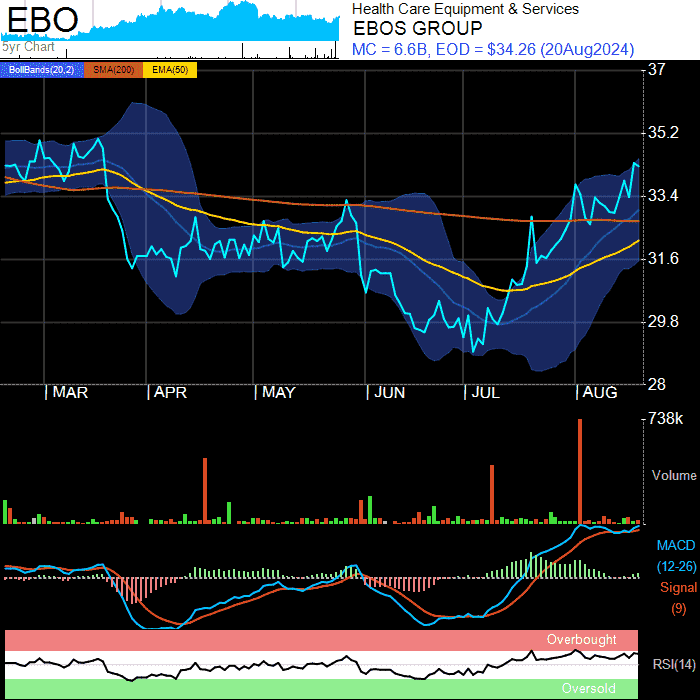 EBO
5yr Chart
Health Care Equipment & Services
EBOS GROUP
MC = 6.6B, EOD = $34.26 (20Aug2024)
BollBands(20,2) SMA(200) EMA(50)
37
35.2
33.4
31.6
29.8
28
MAR APR MAY JUN JUL AUG
738k
Volume
MACD
(12-26)
Signal
(9)
Overbought
RSI(14)
Oversold